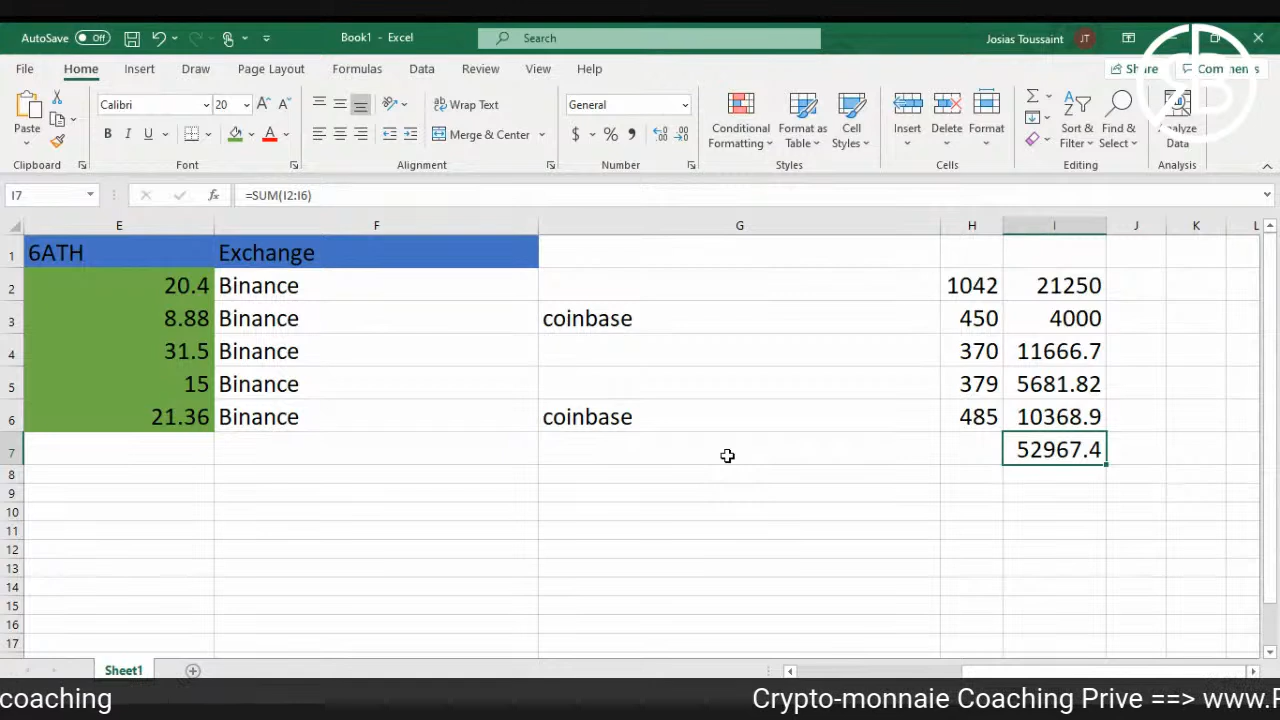 AutoSave Off Book1 - Excel Search Josias Toussaint JT
File Home Insert Draw Page Layout Formulas Data Review View Help Share Comments
Paste Calibri 20 A A ab Wrap Text General Conditional Formatting Format as Table Cell Styles Insert Delete Format Sort & Filter Find & Select Analyze Data
B I U A Merge & Center $ % ,
Clipboard Font Alignment Number Styles Cells Editing Analysis
I7 fx =SUM(I2:I6)
E F G H I J K L
1 6ATH Exchange
2 20.4 Binance 1042 21250
3 8.88 Binance coinbase 450 4000
4 31.5 Binance 370 11666.7
5 15 Binance 379 5681.82
6 21.36 Binance coinbase 485 10368.9
7 52967.4
8
9
10
11
12
13
14
15
16
17
Sheet1
coaching Crypto-monnaie Coaching Prive ==> www.